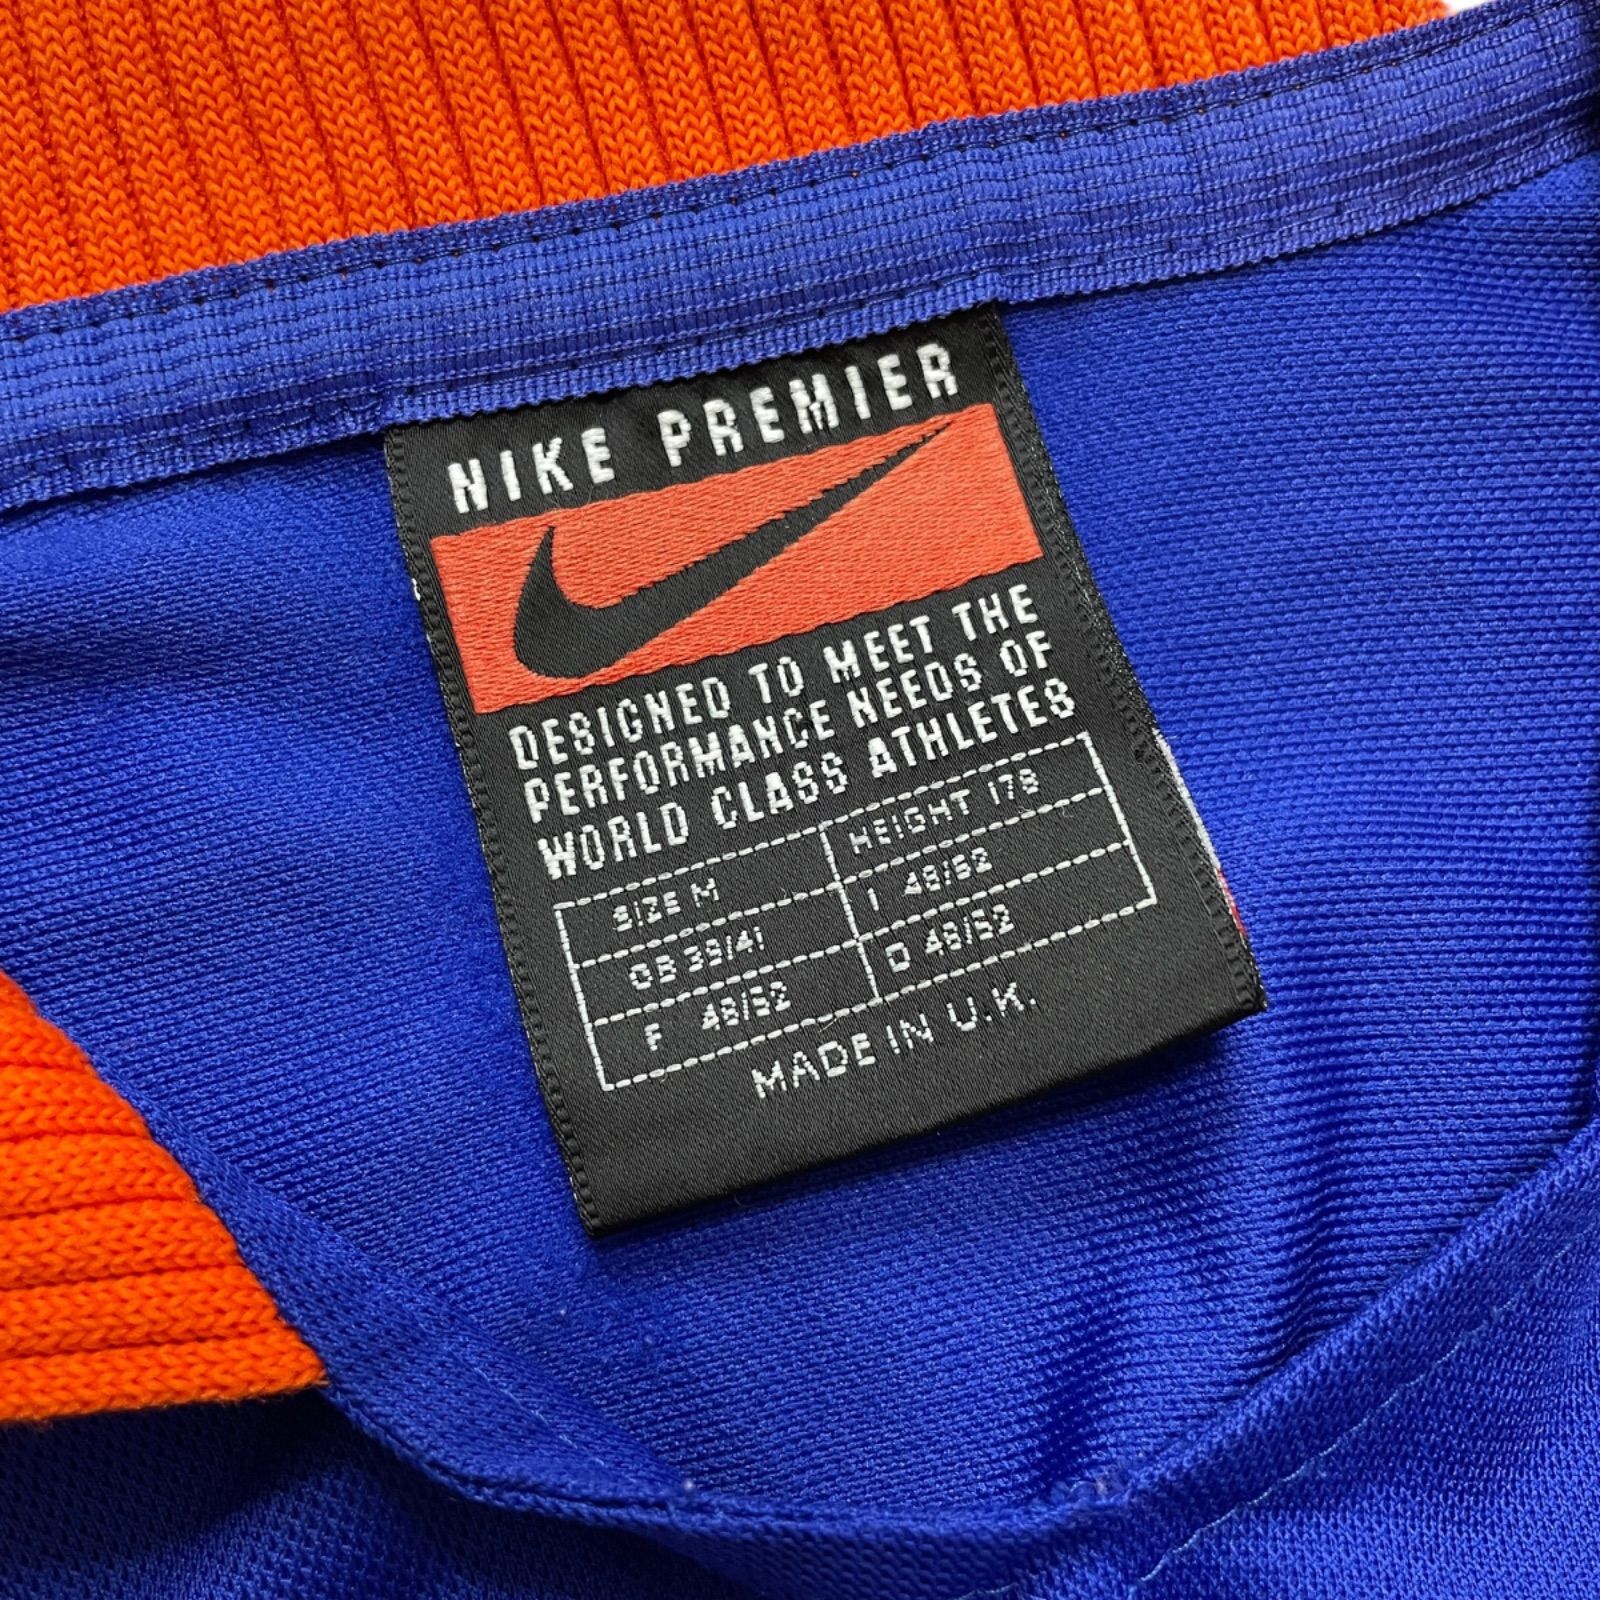 NIKE PREMIER
DESIGNED TO MEET THE
PERFORMANCE NEEDS OF
WORLD CLASS ATHLETES
SIZE M HEIGHT 178
GB 39/41 I 48/52
F 48/52 D 48/52
MADE IN U.K.